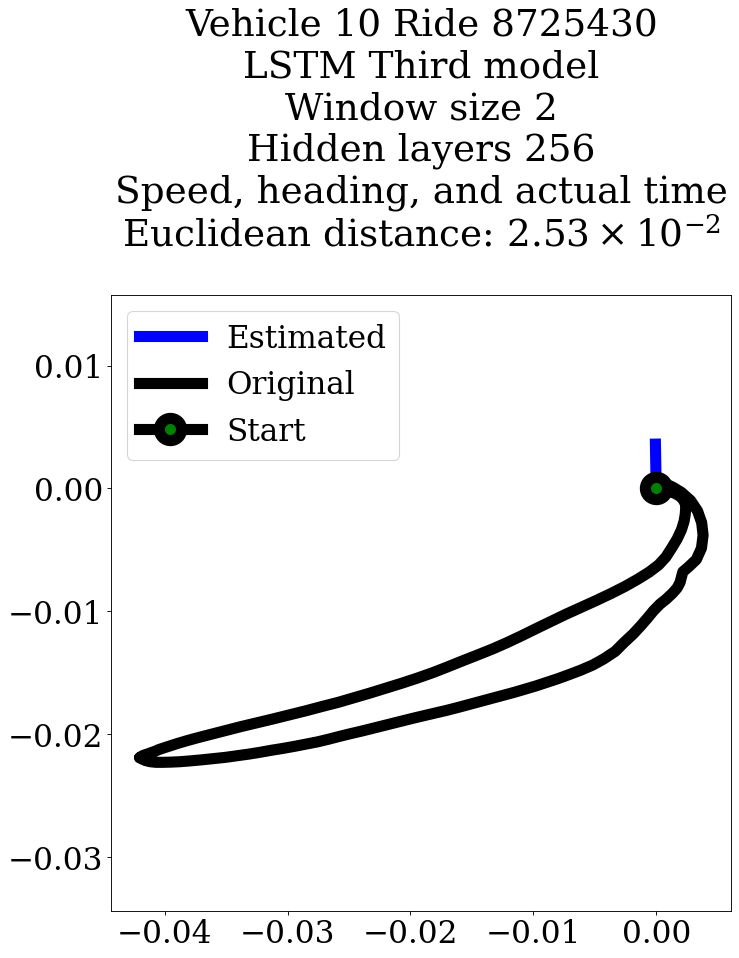 Vehicle 10 Ride 8725430
LSTM Third model
Window size 2
Hidden layers 256
Speed, heading, and actual time
Euclidean distance: 2.53 × 10⁻²
Estimated
Original
Start
0.01
0.00
−0.01
−0.02
−0.03
−0.04 −0.03 −0.02 −0.01 0.00